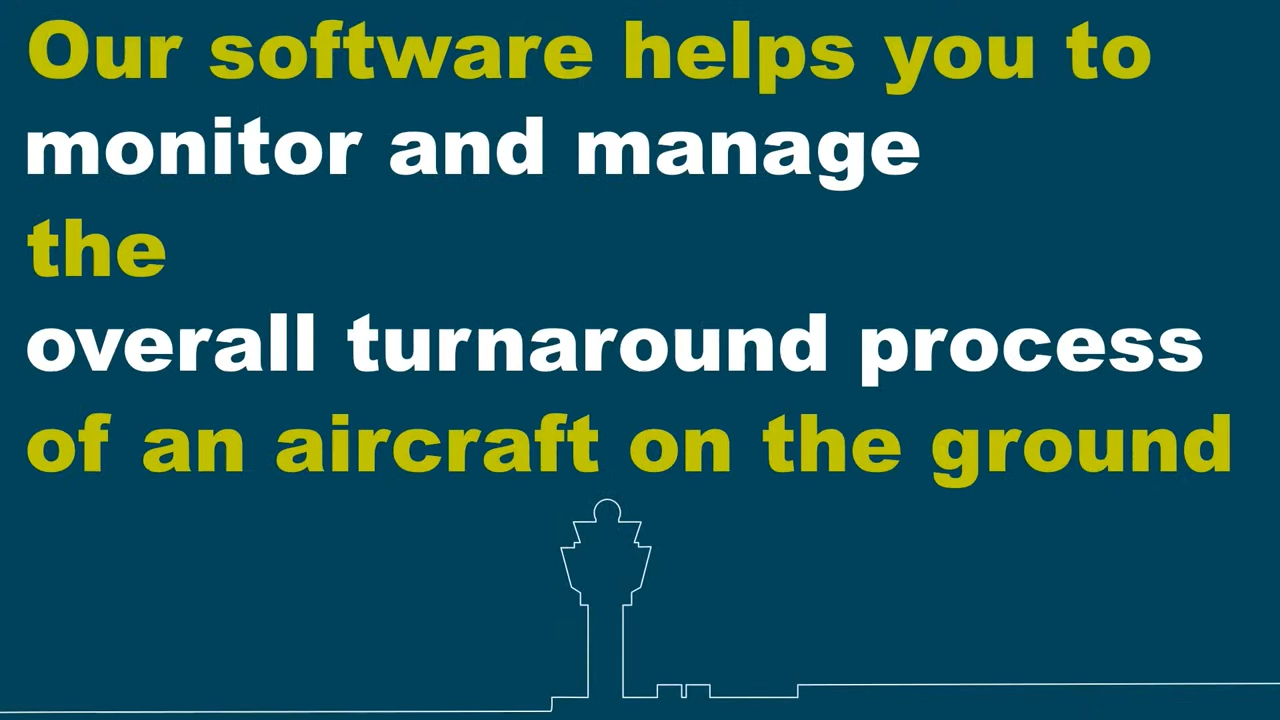 Our software helps you to
monitor and manage
the
overall turnaround process
of an aircraft on the ground